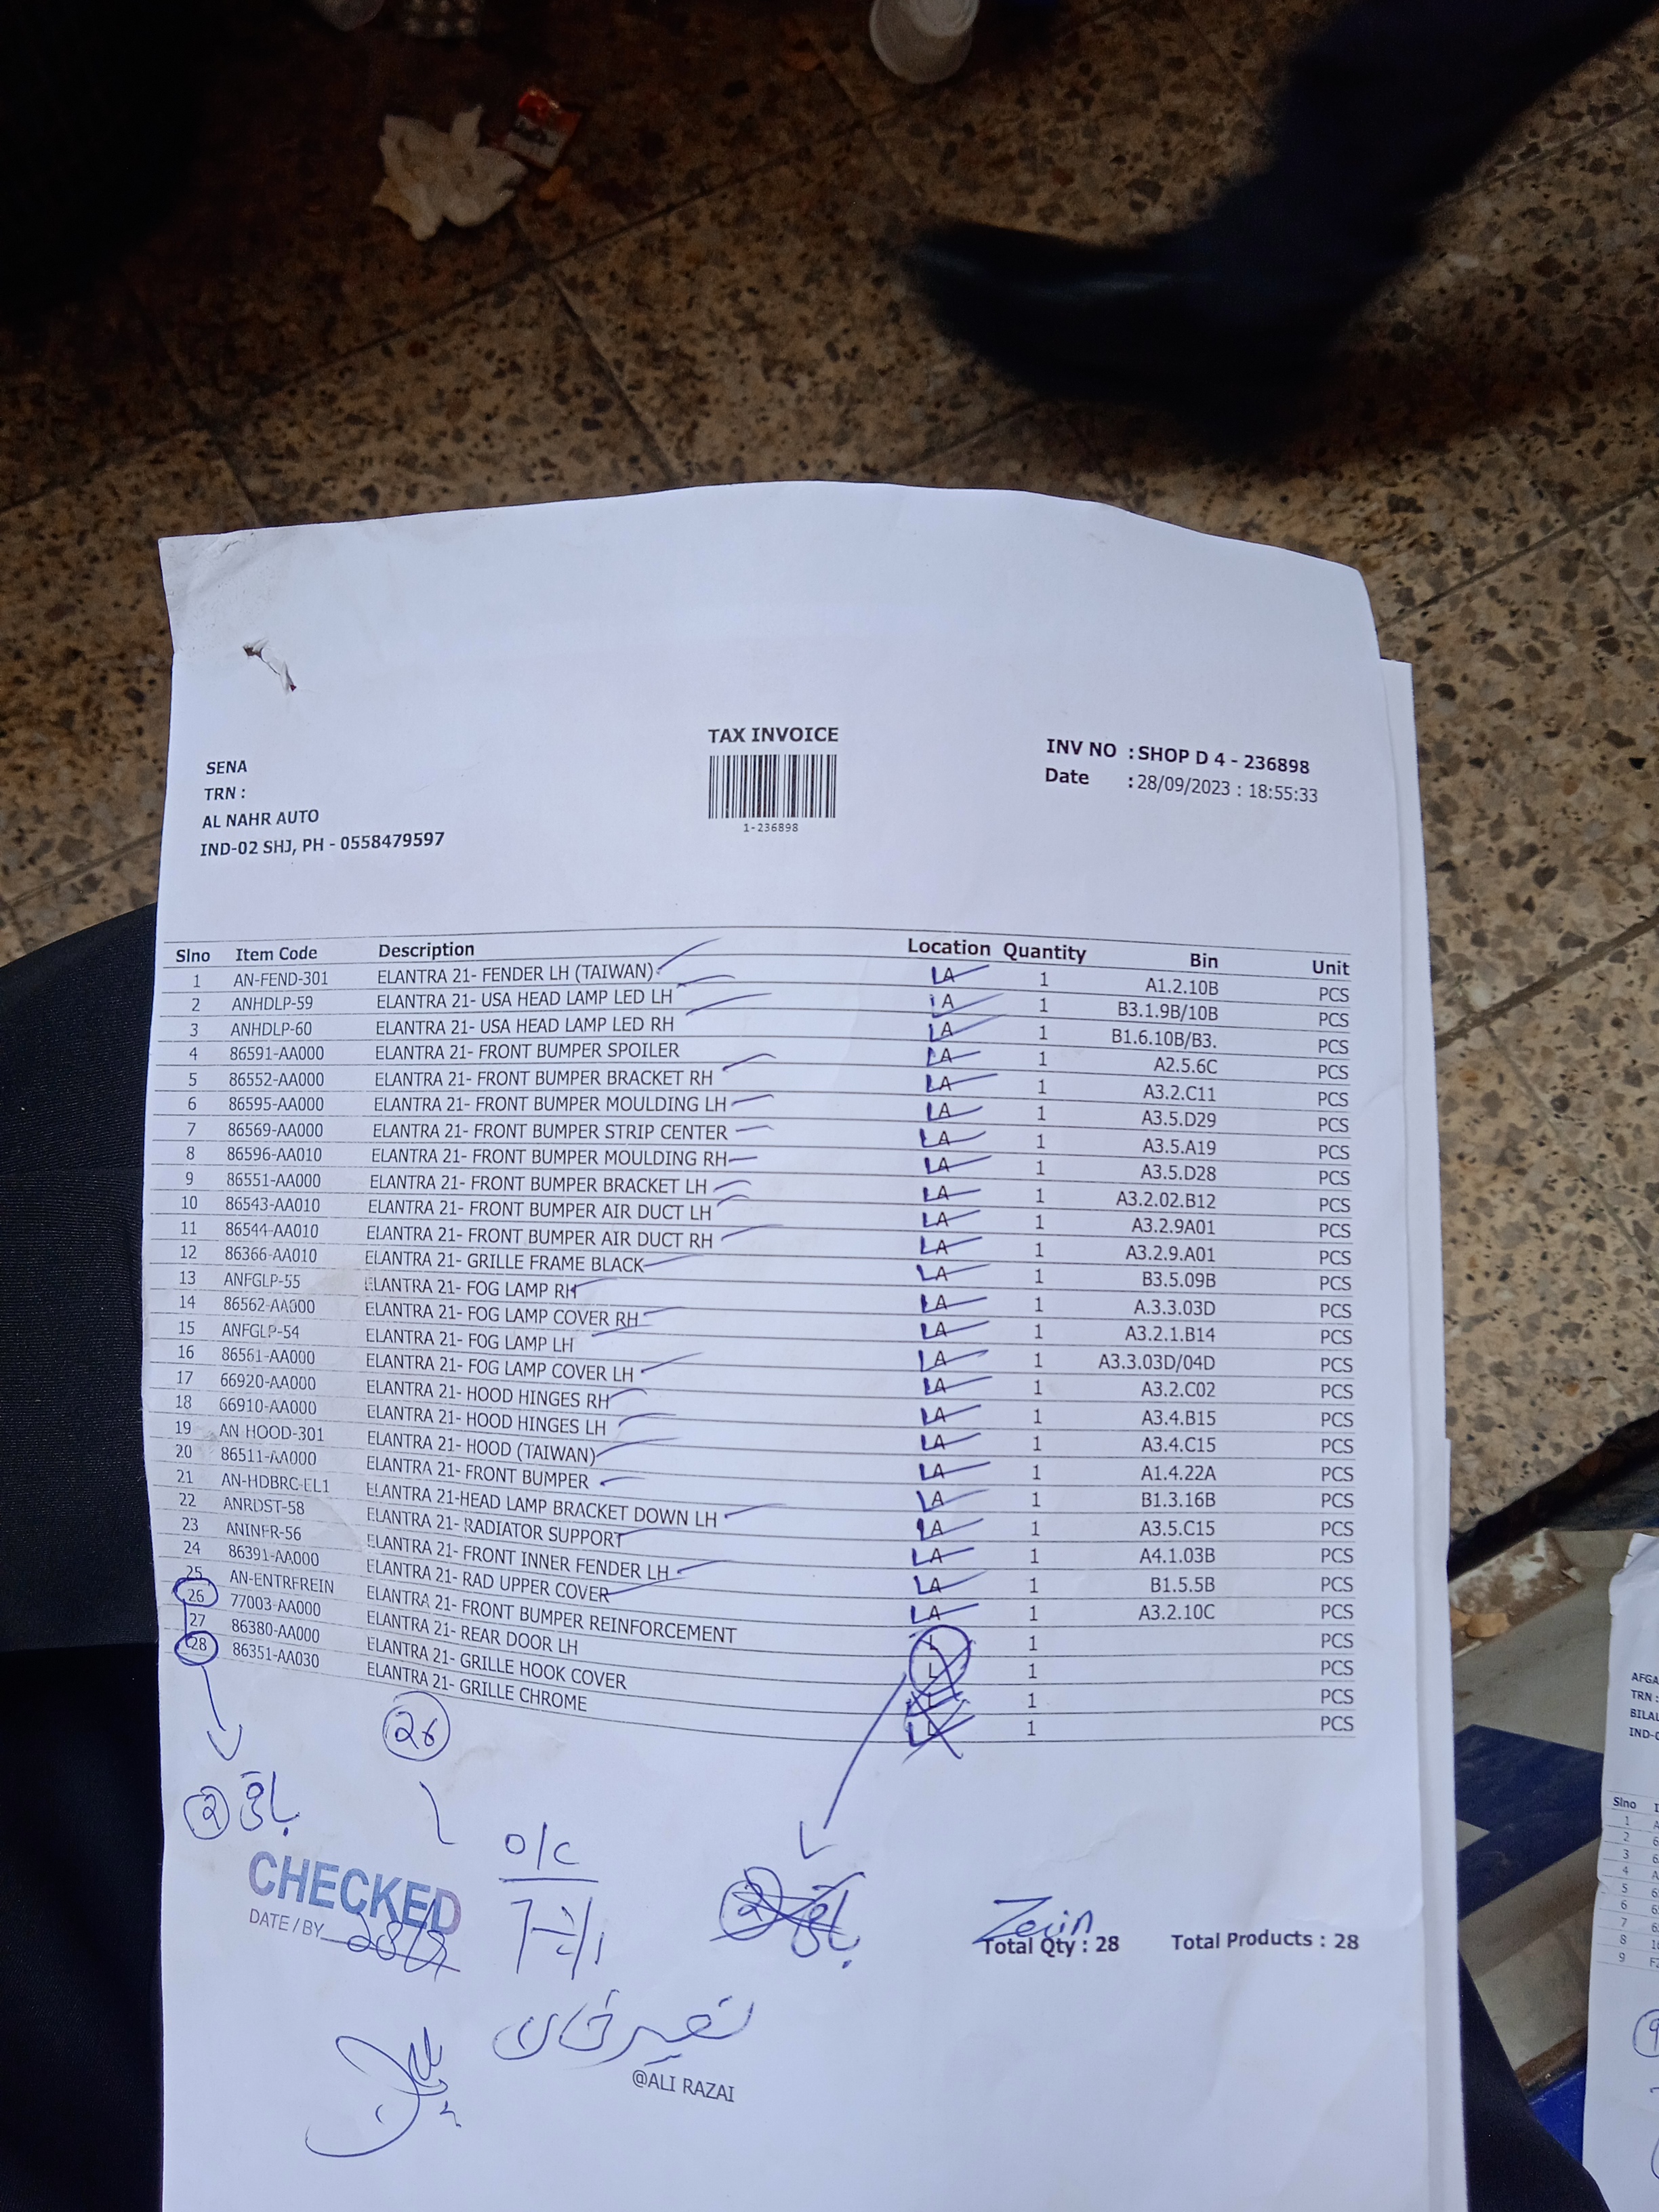 TAX INVOICE
1-236898
SENA
TRN :
AL NAHR AUTO
IND-02 SHJ, PH - 0558479597
INV NO : SHOP D 4 - 236898
Date : 28/09/2023 : 18:55:33
Slno Item Code Description Location Quantity Bin Unit
1 AN-FEND-301 ELANTRA 21- FENDER LH (TAIWAN) LA 1 A1.2.10B PCS
2 ANHDLP-59 ELANTRA 21- USA HEAD LAMP LED LH LA 1 B3.1.9B/10B PCS
3 ANHDLP-60 ELANTRA 21- USA HEAD LAMP LED RH LA 1 B1.6.10B/B3. PCS
4 86591-AA000 ELANTRA 21- FRONT BUMPER SPOILER LA 1 A2.5.6C PCS
5 86552-AA000 ELANTRA 21- FRONT BUMPER BRACKET RH LA 1 A3.2.C11 PCS
6 86595-AA000 ELANTRA 21- FRONT BUMPER MOULDING LH LA 1 A3.5.D29 PCS
7 86569-AA000 ELANTRA 21- FRONT BUMPER STRIP CENTER LA 1 A3.5.A19 PCS
8 86596-AA010 ELANTRA 21- FRONT BUMPER MOULDING RH LA 1 A3.5.D28 PCS
9 86551-AA000 ELANTRA 21- FRONT BUMPER BRACKET LH LA 1 A3.2.02.B12 PCS
10 86543-AA010 ELANTRA 21- FRONT BUMPER AIR DUCT LH LA 1 A3.2.9A01 PCS
11 86544-AA010 ELANTRA 21- FRONT BUMPER AIR DUCT RH LA 1 A3.2.9.A01 PCS
12 86366-AA010 ELANTRA 21- GRILLE FRAME BLACK LA 1 B3.5.09B PCS
13 ANFGLP-55 ELANTRA 21- FOG LAMP RH LA 1 A.3.3.03D PCS
14 86562-AA000 ELANTRA 21- FOG LAMP COVER RH LA 1 A3.2.1.B14 PCS
15 ANFGLP-54 ELANTRA 21- FOG LAMP LH LA 1 A3.3.03D/04D PCS
16 86561-AA000 ELANTRA 21- FOG LAMP COVER LH LA 1 A3.2.C02 PCS
17 66920-AA000 ELANTRA 21- HOOD HINGES RH LA 1 A3.4.B15 PCS
18 66910-AA000 ELANTRA 21- HOOD HINGES LH LA 1 A3.4.C15 PCS
19 AN HOOD-301 ELANTRA 21- HOOD (TAIWAN) LA 1 A1.4.22A PCS
20 86511-AA000 ELANTRA 21- FRONT BUMPER LA 1 B1.3.16B PCS
21 AN-HDBRC-EL1 ELANTRA 21-HEAD LAMP BRACKET DOWN LH LA 1 A3.5.C15 PCS
22 ANRDST-58 ELANTRA 21- RADIATOR SUPPORT LA 1 A4.1.03B PCS
23 ANINFR-56 ELANTRA 21- FRONT INNER FENDER LH LA 1 B1.5.5B PCS
24 86391-AA000 ELANTRA 21- RAD UPPER COVER LA 1 A3.2.10C PCS
25 AN-ENTRFREIN ELANTRA 21- FRONT BUMPER REINFORCEMENT L 1 PCS
26 77003-AA000 ELANTRA 21- REAR DOOR LH L 1 PCS
27 86380-AA000 ELANTRA 21- GRILLE HOOK COVER L 1 PCS
28 86351-AA030 ELANTRA 21- GRILLE CHROME L 1 PCS
26
2 باقی
o/c
CHECKED
DATE / BY
2 باقی
Zain
Total Qty : 28 Total Products : 28
نصیر خان
@ALI RAZAI
AFGA
TRN :
BILAL
IND-0
Slno
1
2
3
4
5
6
7
8
9